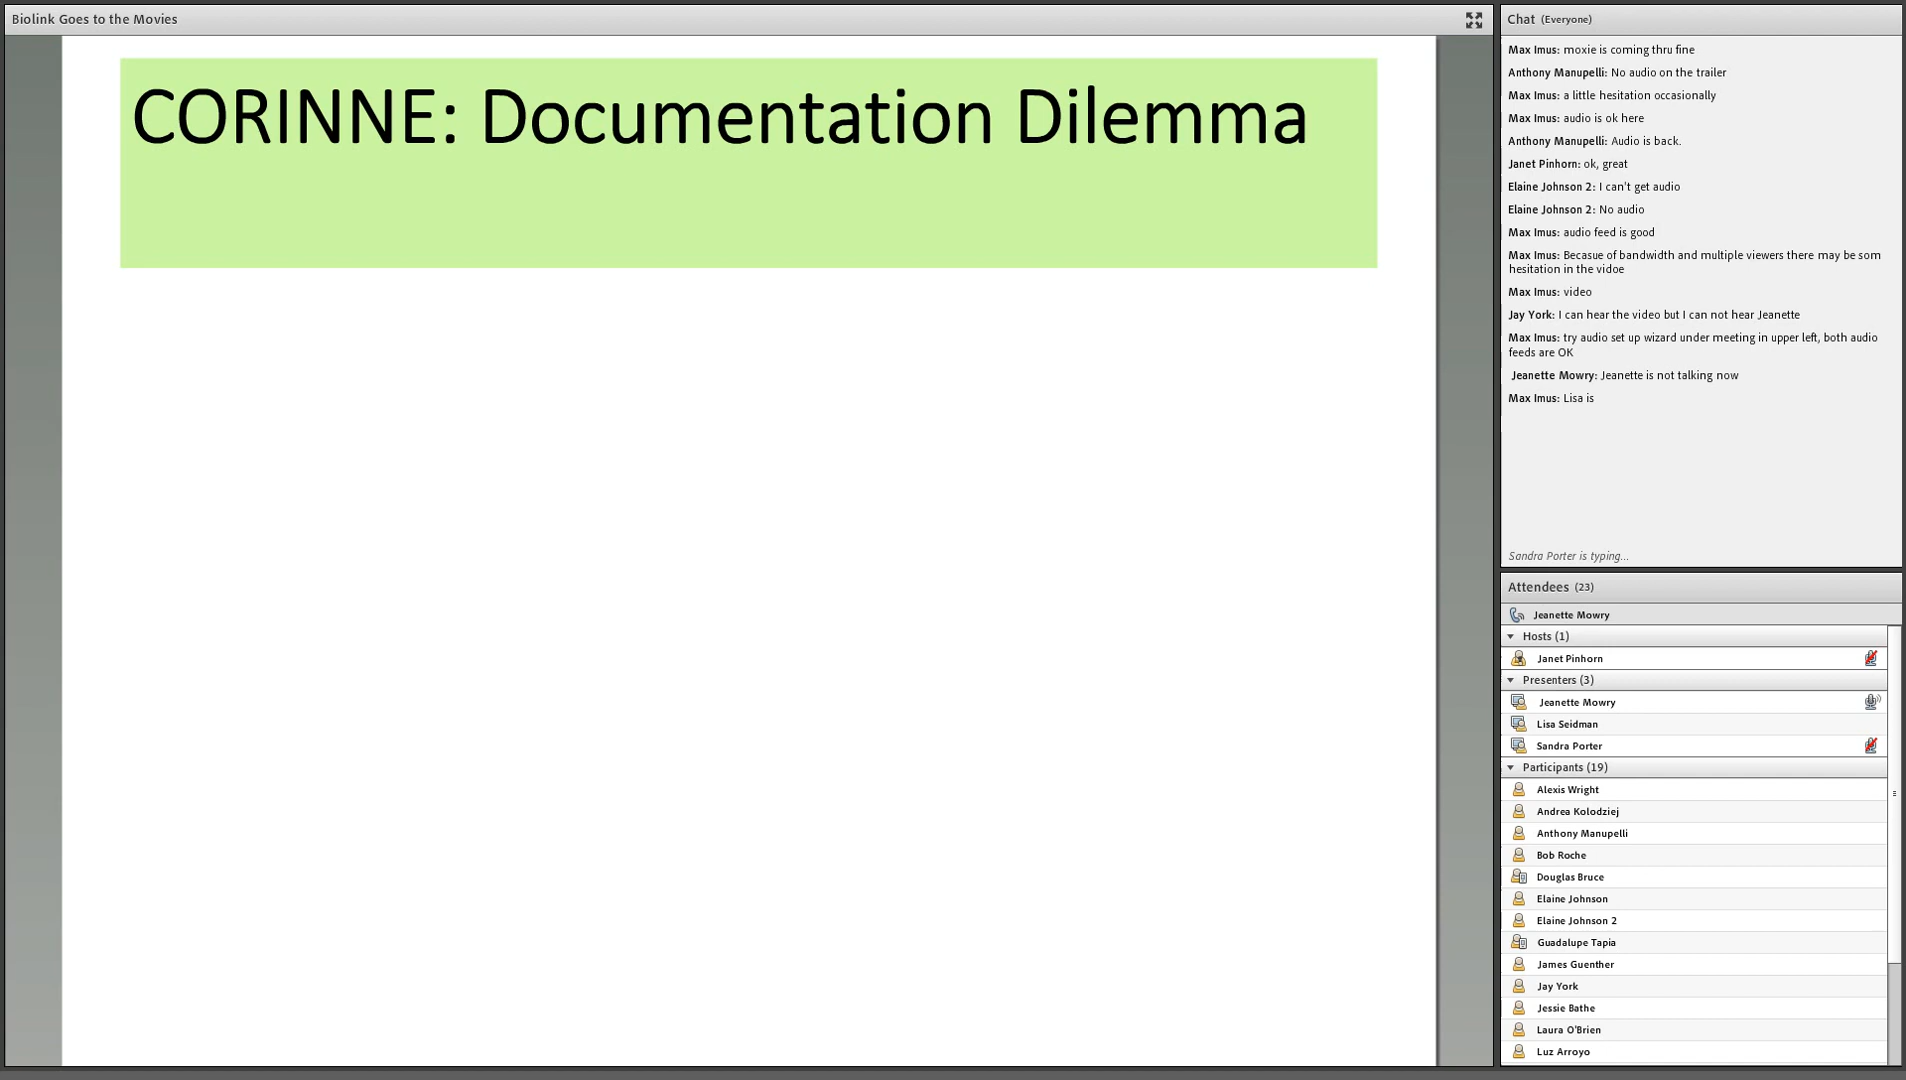 Biolink Goes to the Movies
CORINNE: Documentation Dilemma
Chat (Everyone)
Max Imus: moxie is coming thru fine
Anthony Manupelli: No audio on the trailer
Max Imus: a little hesitation occasionally
Max Imus: audio is ok here
Anthony Manupelli: Audio is back.
Janet Pinhorn: ok, great
Elaine Johnson 2: I can't get audio
Elaine Johnson 2: No audio
Max Imus: audio feed is good
Max Imus: Becasue of bandwidth and multiple viewers there may be som
hesitation in the vidoe
Max Imus: video
Jay York: I can hear the video but I can not hear Jeanette
Max Imus: try audio set up wizard under meeting in upper left, both audio
feeds are OK
Jeanette Mowry: Jeanette is not talking now
Max Imus: Lisa is
Sandra Porter is typing...
Attendees (23)
Jeanette Mowry
Hosts (1)
Janet Pinhorn
Presenters (3)
Jeanette Mowry
Lisa Seidman
Sandra Porter
Participants (19)
Alexis Wright
Andrea Kolodziej
Anthony Manupelli
Bob Roche
Douglas Bruce
Elaine Johnson
Elaine Johnson 2
Guadalupe Tapia
James Guenther
Jay York
Jessie Bathe
Laura O'Brien
Luz Arroyo